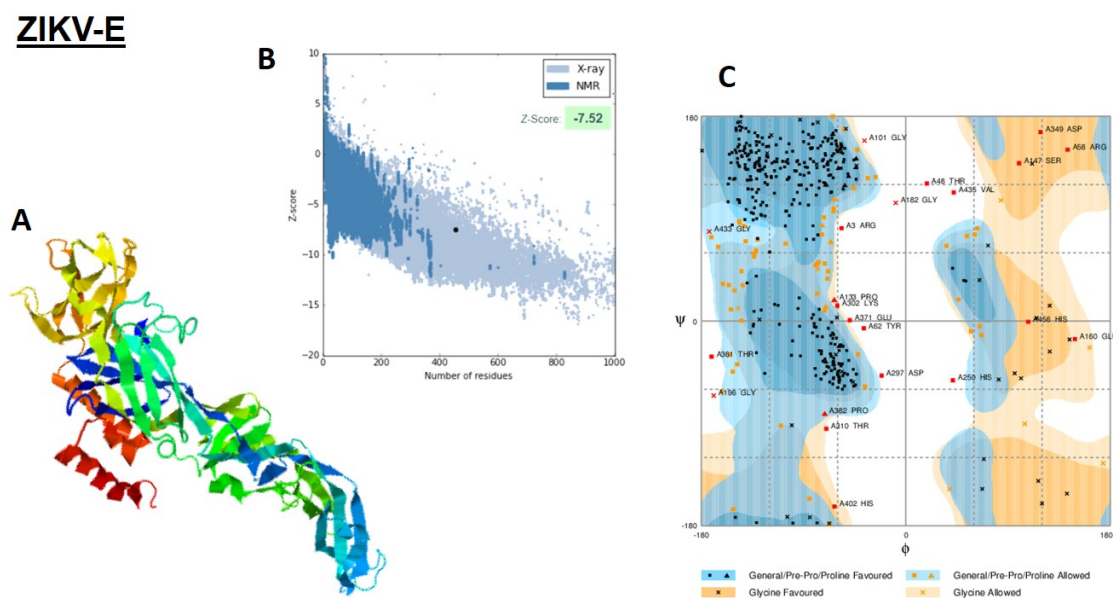 ZIKV-E
A
B
10
5
0
−5
−10
−15
−20
Z-score
X-ray
NMR
Z-Score: -7.52
0 200 400 600 800 1000
Number of residues
C
180
0
-180
Ψ
A101 GLY
A349 ASP
A68 ARG
A147 SER
A48 THR
A435 VAL
A182 GLY
A433 GLY
A3 ARG
A133 PRO
A302 LYS
A371 GLU
A62 TYR
A456 HIS
A160 GL
THR
A297 ASP
A250 HIS
A196 GLY
A382 PRO
A310 THR
A402 HIS
-180 0 180
ϕ
General/Pre-Pro/Proline Favoured
General/Pre-Pro/Proline Allowed
Glycine Favoured
Glycine Allowed